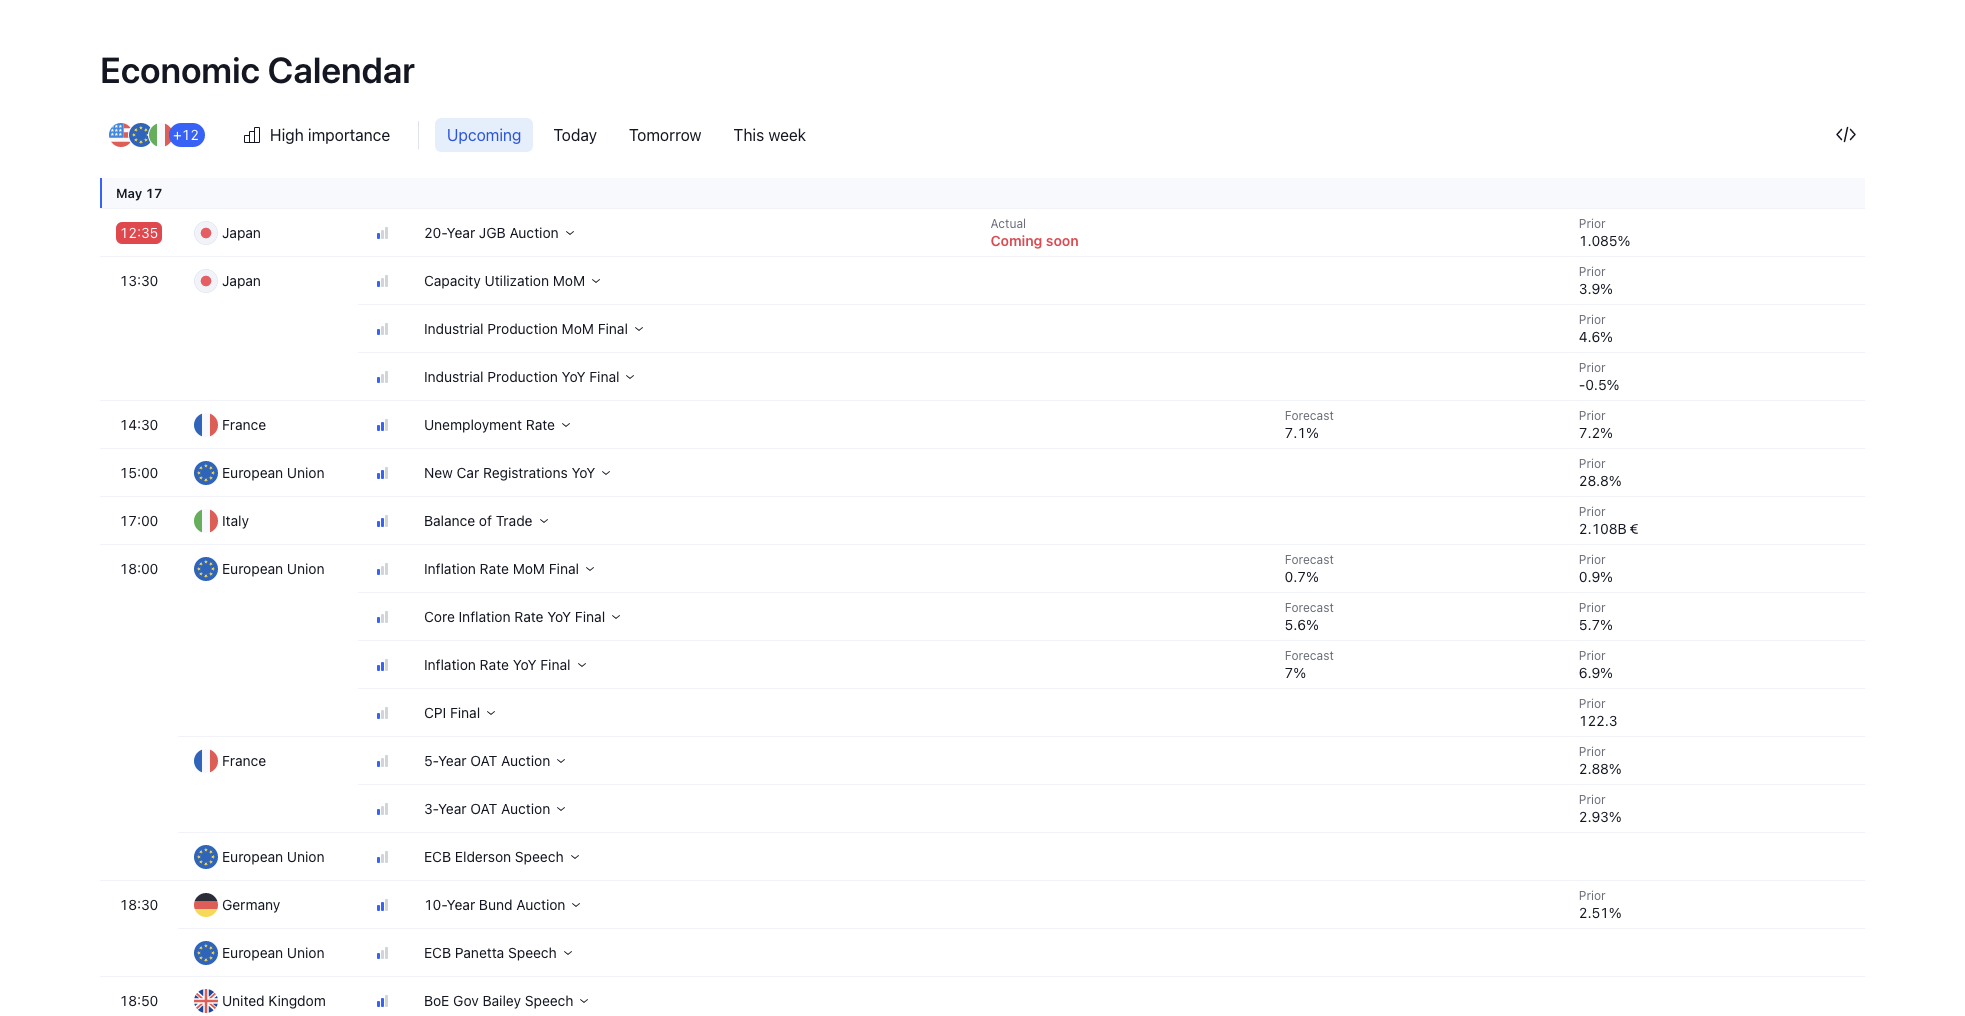 Economic Calendar
+12 High importance Upcoming Today Tomorrow This week </>
May 17
12:35 Japan 20-Year JGB Auction Actual Coming soon Prior 1.085%
13:30 Japan Capacity Utilization MoM Prior 3.9%
Industrial Production MoM Final Prior 4.6%
Industrial Production YoY Final Prior -0.5%
14:30 France Unemployment Rate Forecast 7.1% Prior 7.2%
15:00 European Union New Car Registrations YoY Prior 28.8%
17:00 Italy Balance of Trade Prior 2.108B €
18:00 European Union Inflation Rate MoM Final Forecast 0.7% Prior 0.9%
Core Inflation Rate YoY Final Forecast 5.6% Prior 5.7%
Inflation Rate YoY Final Forecast 7% Prior 6.9%
CPI Final Prior 122.3
France 5-Year OAT Auction Prior 2.88%
3-Year OAT Auction Prior 2.93%
European Union ECB Elderson Speech
18:30 Germany 10-Year Bund Auction Prior 2.51%
European Union ECB Panetta Speech
18:50 United Kingdom BoE Gov Bailey Speech